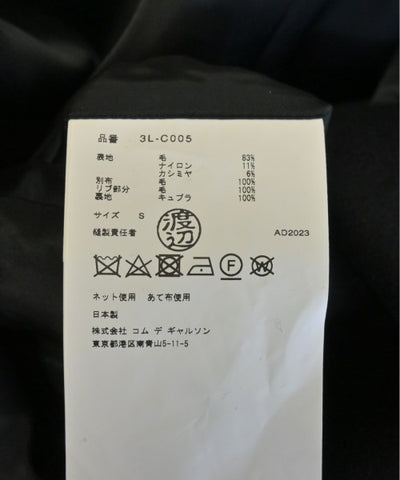 品番 3L-C005
表地 毛 83%
ナイロン 11%
カシミヤ 6%
別布 毛 100%
リブ部分 毛 100%
裏地 キュプラ 100%
サイズ S
縫製責任者 渡辺 AD2023
F W
ネット使用 あて布使用
日本製
株式会社 コム デ ギャルソン
東京都港区南青山5-11-5